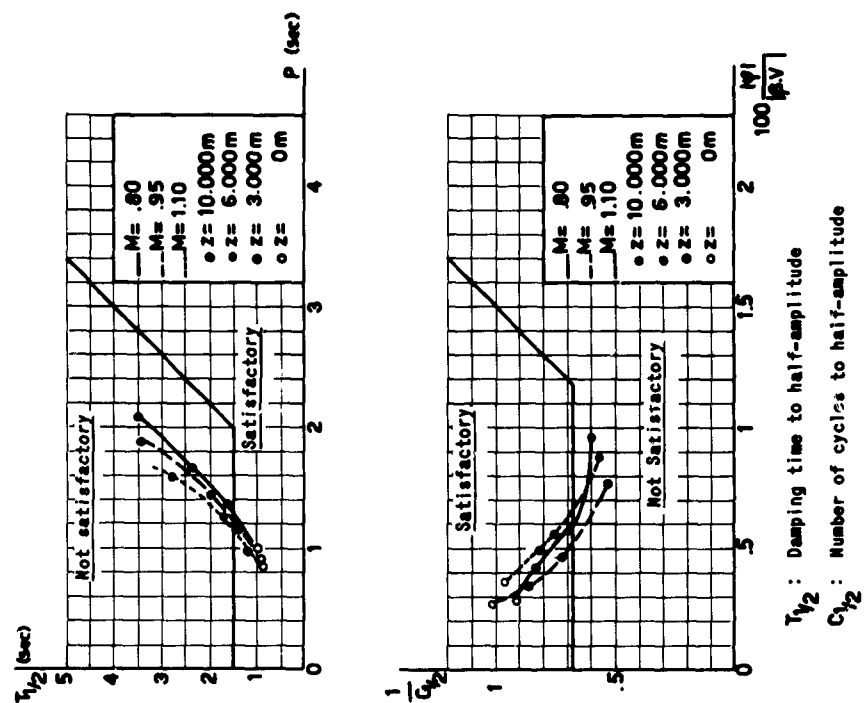 T1/2 (sec)
5
4
3
2
1
0
1
2
3
4
P (sec)
Not satisfactory
Satisfactory
M= .80
M= .95
M= 1.10
z= 10.000m
z= 6.000m
z= 3.000m
z= 0m
1/C1/2
1
.5
0
.5
1
1.5
2
100 |φ|/|β.V|
Satisfactory
Not Satisfactory
M= .80
M= .95
M= 1.10
z= 10.000m
z= 6.000m
z= 3.000m
z= 0m
T1/2 : Damping time to half-amplitude
C1/2 : Number of cycles to half-amplitude